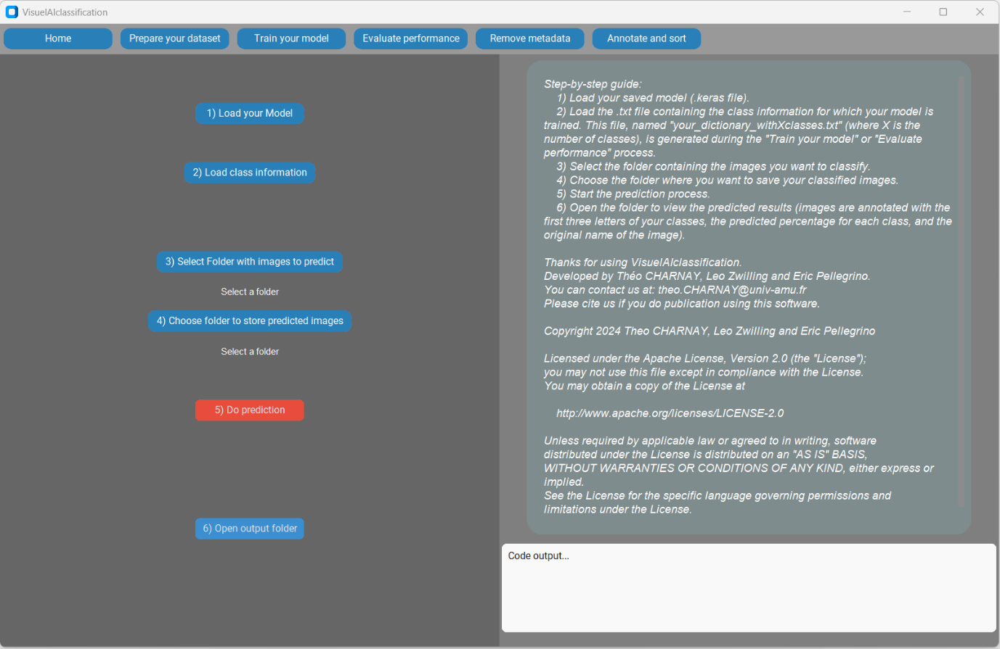 VisuelAIclassification
Home
Prepare your dataset
Train your model
Evaluate performance
Remove metadata
Annotate and sort
1) Load your Model
2) Load class information
3) Select Folder with images to predict
Select a folder
4) Choose folder to store predicted images
Select a folder
5) Do prediction
6) Open output folder
Step-by-step guide:
1) Load your saved model (.keras file).
2) Load the .txt file containing the class information for which your model is
trained. This file, named "your_dictionary_withXclasses.txt" (where X is the
number of classes), is generated during the "Train your model" or "Evaluate
performance" process.
3) Select the folder containing the images you want to classify.
4) Choose the folder where you want to save your classified images.
5) Start the prediction process.
6) Open the folder to view the predicted results (images are annotated with the
first three letters of your classes, the predicted percentage for each class, and the
original name of the image).
Thanks for using VisuelAIclassification.
Developed by Théo CHARNAY, Leo Zwilling and Eric Pellegrino.
You can contact us at: theo.CHARNAY@univ-amu.fr
Please cite us if you do publication using this software.
Copyright 2024 Theo CHARNAY, Leo Zwilling and Eric Pellegrino
Licensed under the Apache License, Version 2.0 (the "License");
you may not use this file except in compliance with the License.
You may obtain a copy of the License at
http://www.apache.org/licenses/LICENSE-2.0
Unless required by applicable law or agreed to in writing, software
distributed under the License is distributed on an "AS IS" BASIS,
WITHOUT WARRANTIES OR CONDITIONS OF ANY KIND, either express or
implied.
See the License for the specific language governing permissions and
limitations under the License.
Code output...